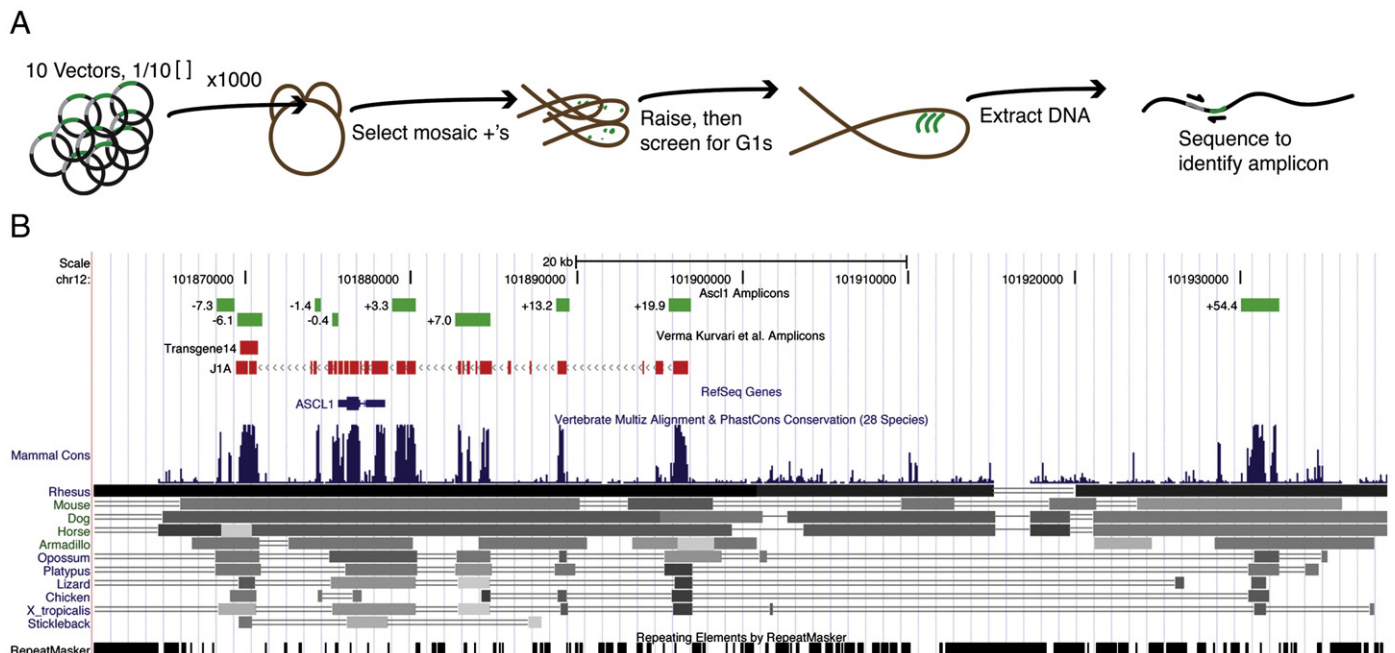 A
10 Vectors, 1/10 [ ]
x1000
Select mosaic +'s
Raise, then
screen for G1s
Extract DNA
Sequence to
identify amplicon
B
Scale
20 kb
chr12:
101870000
101880000
101890000
101900000
101910000
101920000
101930000
Ascl1 Amplicons
-7.3
-1.4
+3.3
+13.2
+19.9
+54.4
-6.1
-0.4
+7.0
Verma Kurvari et al. Amplicons
Transgene14
J1A
RefSeq Genes
ASCL1
Vertebrate Multiz Alignment & PhastCons Conservation (28 Species)
Mammal Cons
Rhesus
Mouse
Dog
Horse
Armadillo
Opossum
Platypus
Lizard
Chicken
X_tropicalis
Stickleback
Repeating Elements by RepeatMasker
RepeatMasker